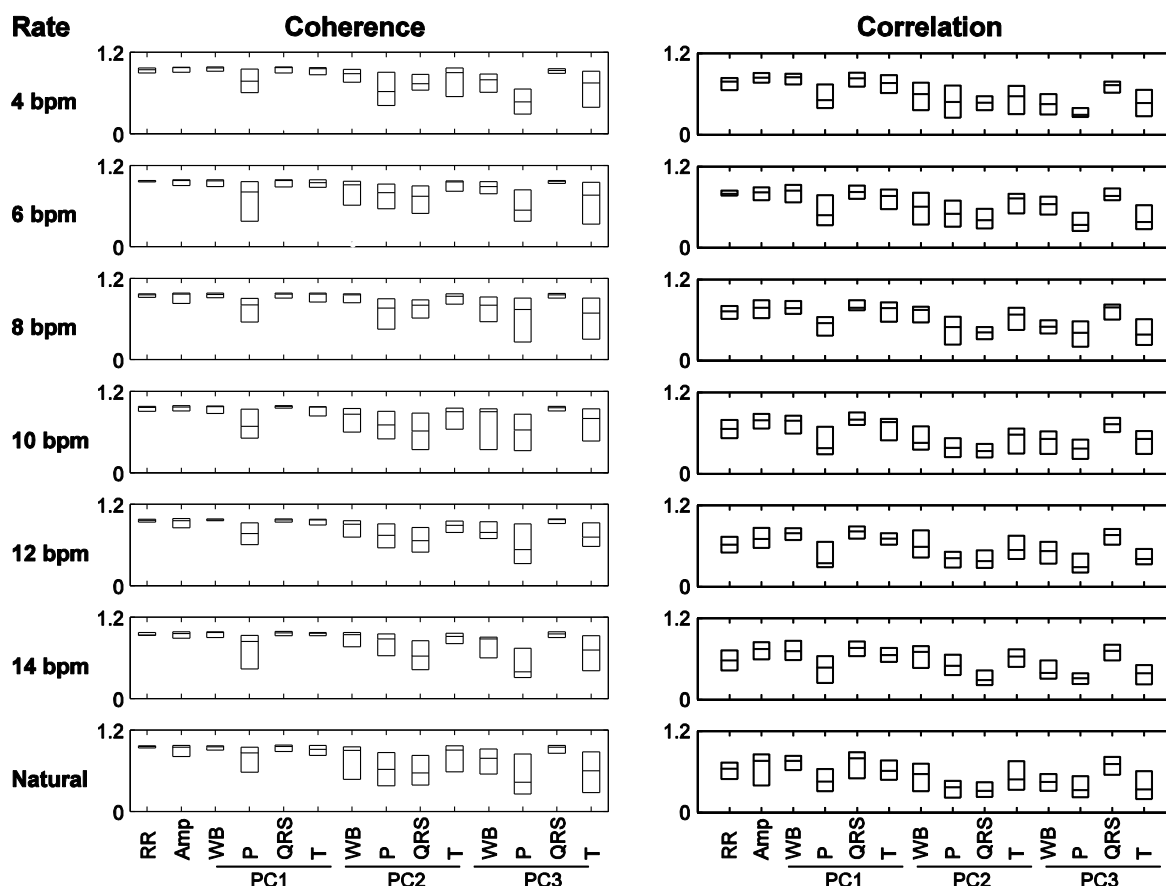 Rate Coherence Correlation
1.2 1.2
4 bpm
0 0
1.2 1.2
6 bpm
0 0
1.2 1.2
8 bpm
0 0
1.2 1.2
10 bpm
0 0
1.2 1.2
12 bpm
0 0
1.2 1.2
14 bpm
0 0
1.2 1.2
Natural
0 0
RR Amp WB P QRS T WB P QRS T WB P QRS T RR Amp WB P QRS T WB P QRS T WB P QRS T
PC1 PC2 PC3 PC1 PC2 PC3